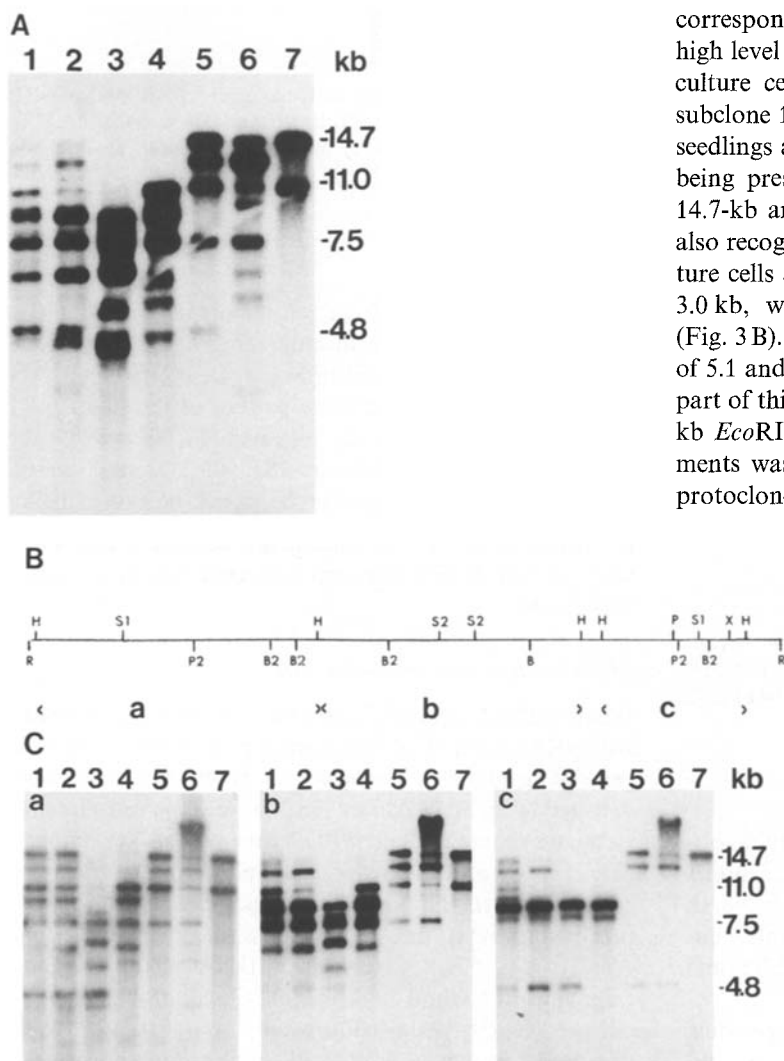 A
1 2 3 4 5 6 7 kb
-14.7
-11.0
-7.5
-4.8
correspon
high level
culture ce
subclone 1
seedlings a
being pres
14.7-kb an
also recog
ture cells
3.0 kb, w
(Fig. 3 B).
of 5.1 and
part of thi
kb EcoRI
ments was
protoclon
B
H S1 H S2 S2 H H P S1 X H
R P2 B2 B2 B2 B P2 B2 R
‹ a ›‹ b › ‹ c ›
C
1 2 3 4 5 6 7 1 2 3 4 5 6 7 1 2 3 4 5 6 7 kb
a b c
-14.7
-11.0
-7.5
-4.8